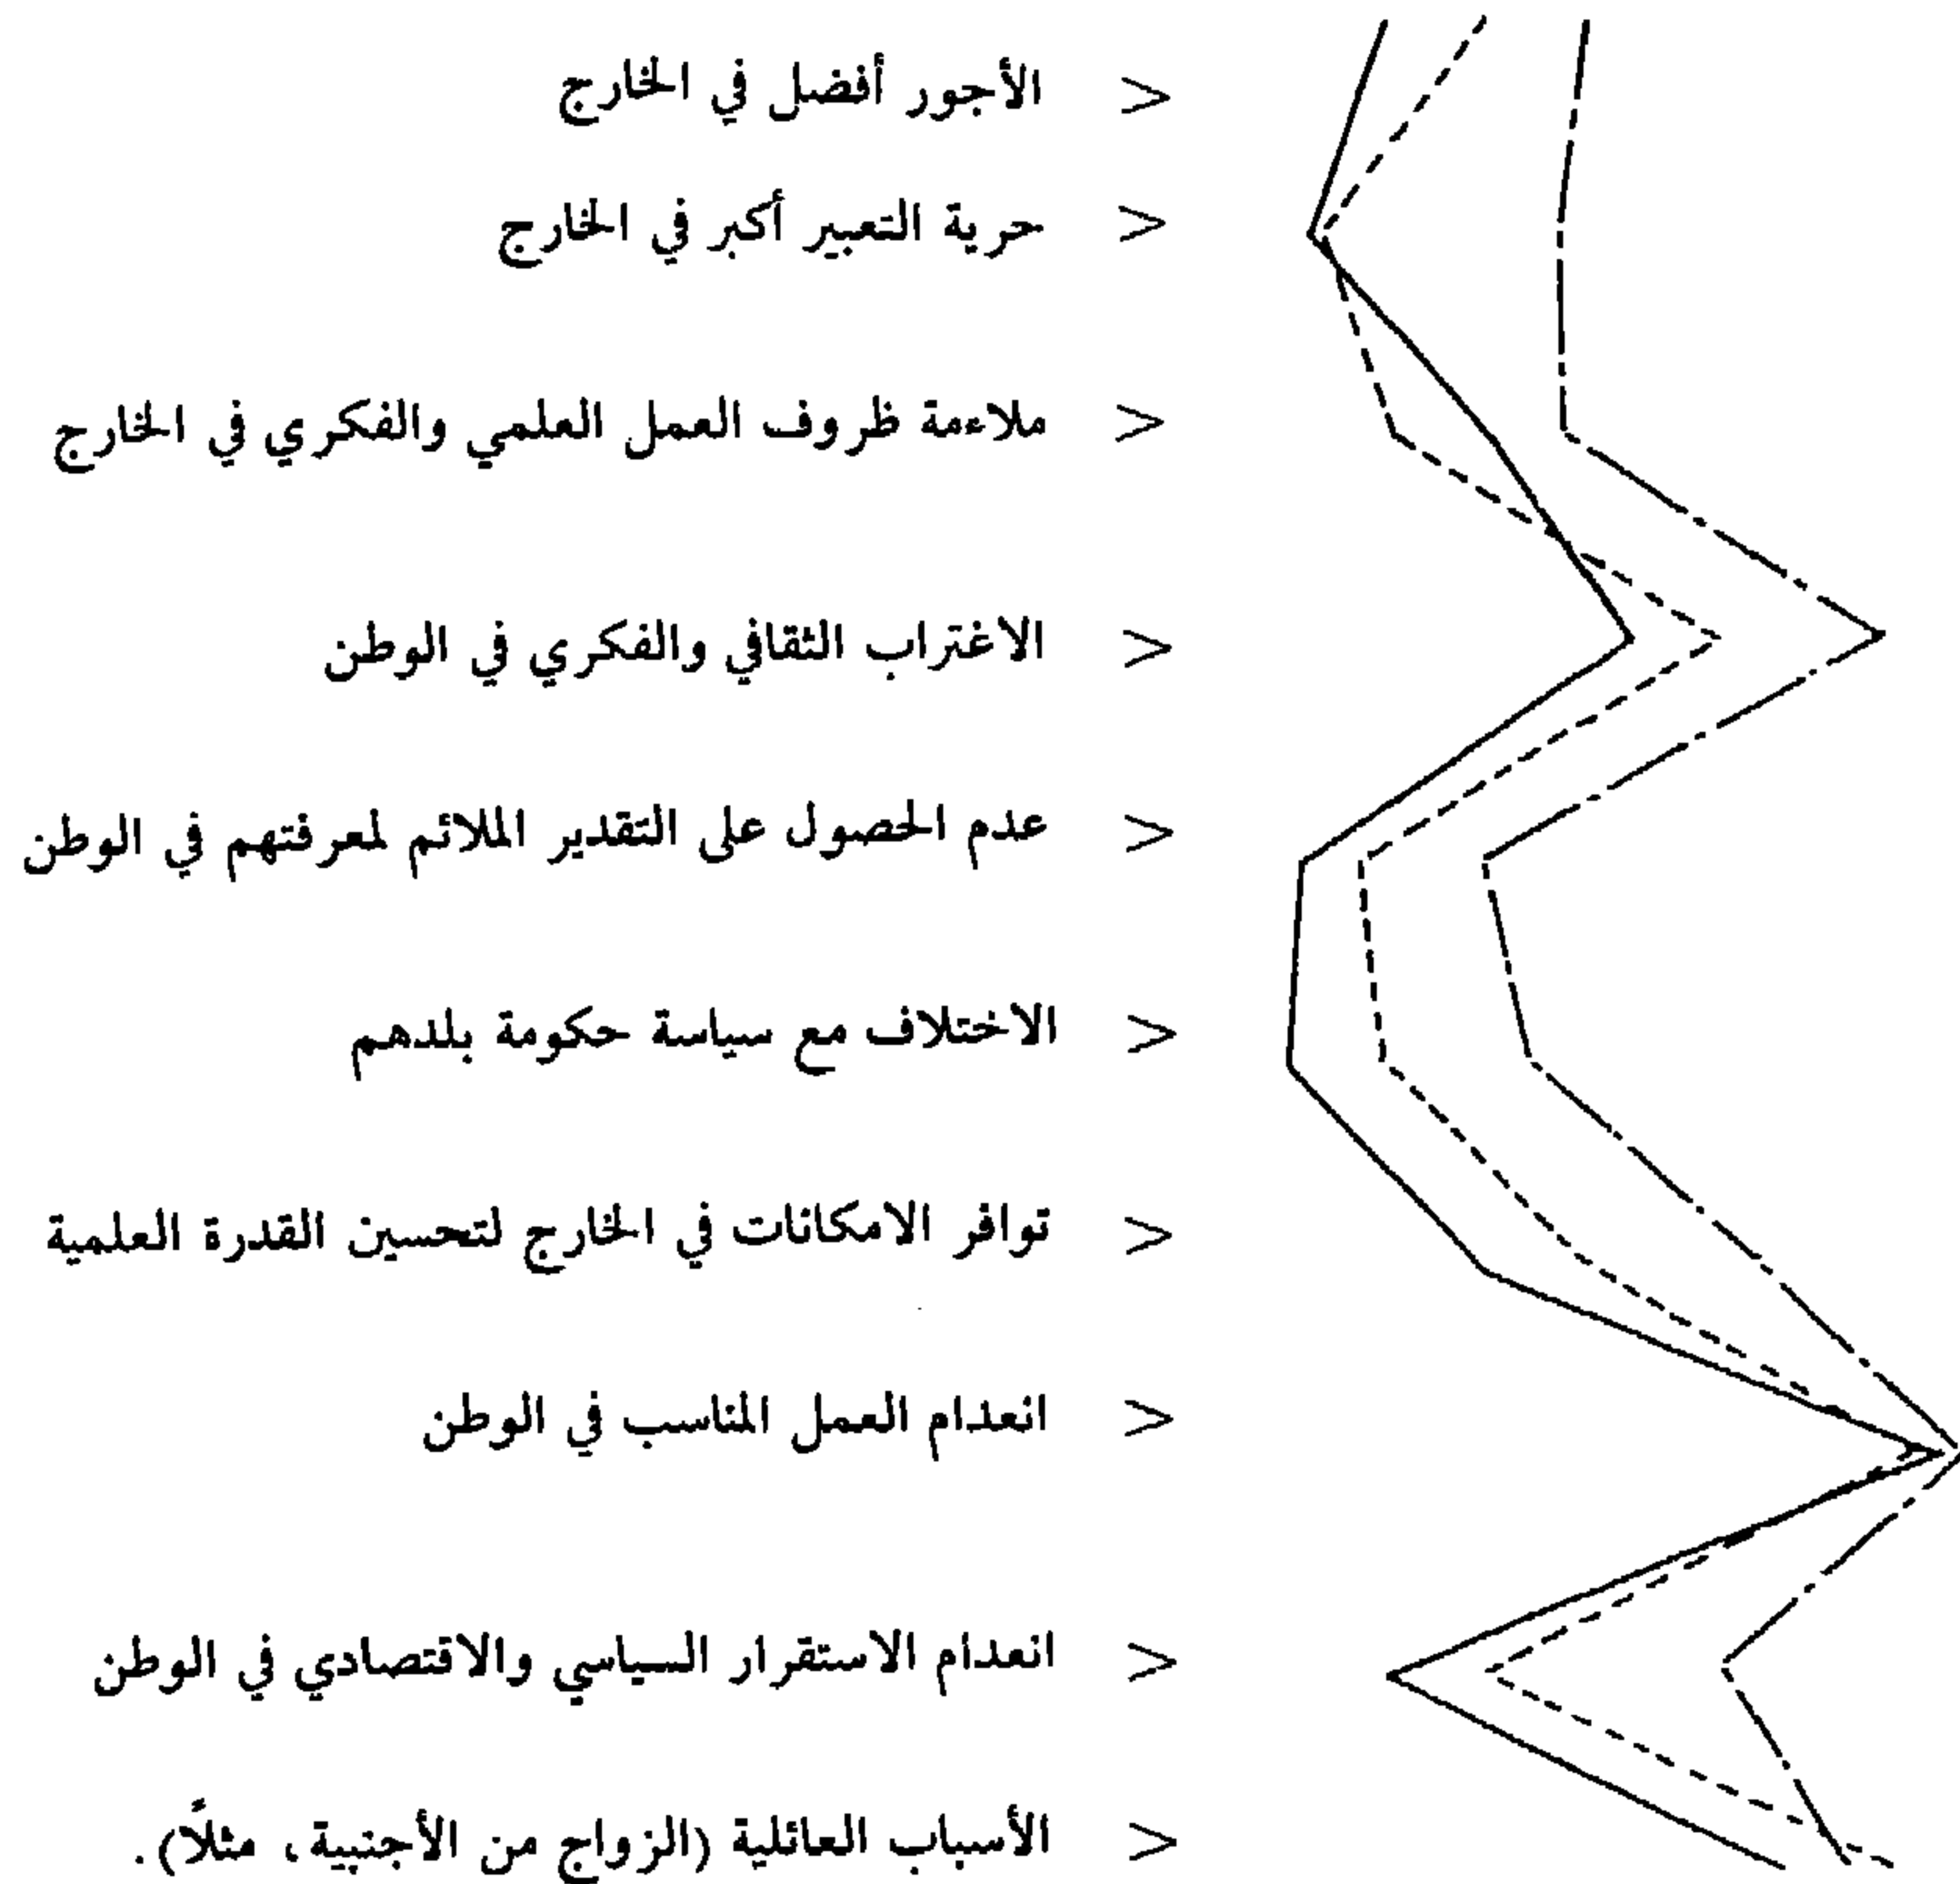 > الأجور أفضل في الخارج
> حرية التعبير أكبر في الخارج
> ملاءمة ظروف العمل العلمي والفكري في الخارج
> الاغتراب الثقافي والفكري في الوطن
> عدم الحصول على التقدير الملائم لمعرفتهم في الوطن
> الاختلاف مع سياسة حكومة بلدهم
> توافر الامكانات في الخارج لتحسين القدرة العلمية
> انعدام العمل المناسب في الوطن
> انعدام الاستقرار السياسي والاقتصادي في الوطن
> الأسباب العائلية (الزواج من الأجنبية، مثلاً).